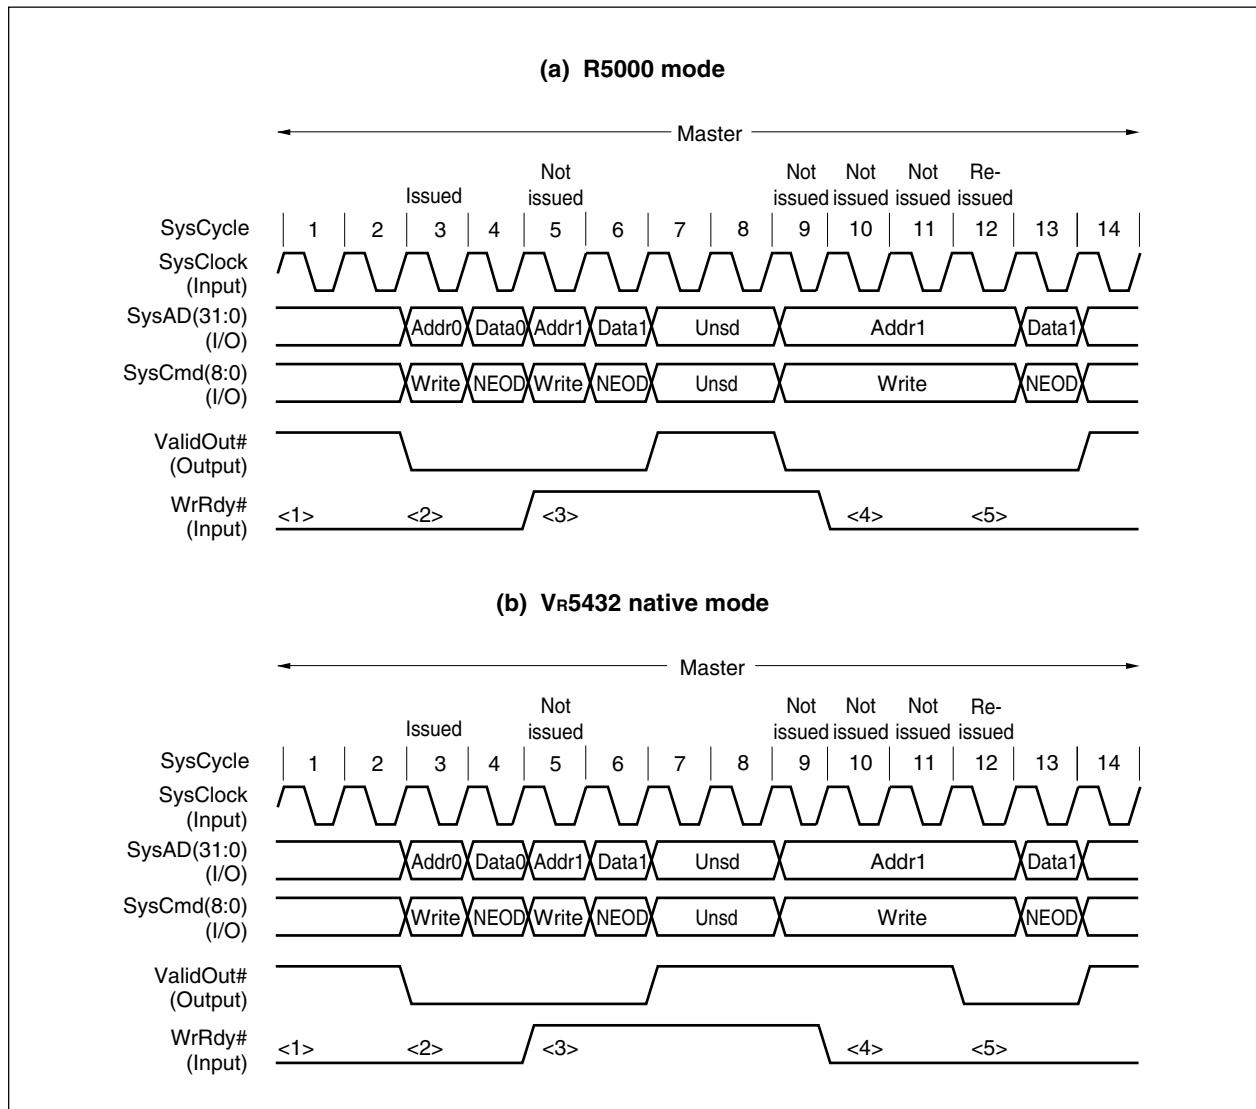 (a) R5000 mode
Master
Not Not Not Not Re-
Issued issued issued issued issued issued
SysCycle 1 2 3 4 5 6 7 8 9 10 11 12 13 14
SysClock
(Input)
SysAD(31:0) Addr0 Data0 Addr1 Data1 Unsd Addr1 Data1
(I/O)
SysCmd(8:0) Write NEOD Write NEOD Unsd Write NEOD
(I/O)
ValidOut#
(Output)
WrRdy#
<1> <2> <3> <4> <5>
(Input)
(b) VR5432 native mode
Master
Not Not Not Not Re-
Issued issued issued issued issued issued
SysCycle 1 2 3 4 5 6 7 8 9 10 11 12 13 14
SysClock
(Input)
SysAD(31:0) Addr0 Data0 Addr1 Data1 Unsd Addr1 Data1
(I/O)
SysCmd(8:0) Write NEOD Write NEOD Unsd Write NEOD
(I/O)
ValidOut#
(Output)
WrRdy#
<1> <2> <3> <4> <5>
(Input)